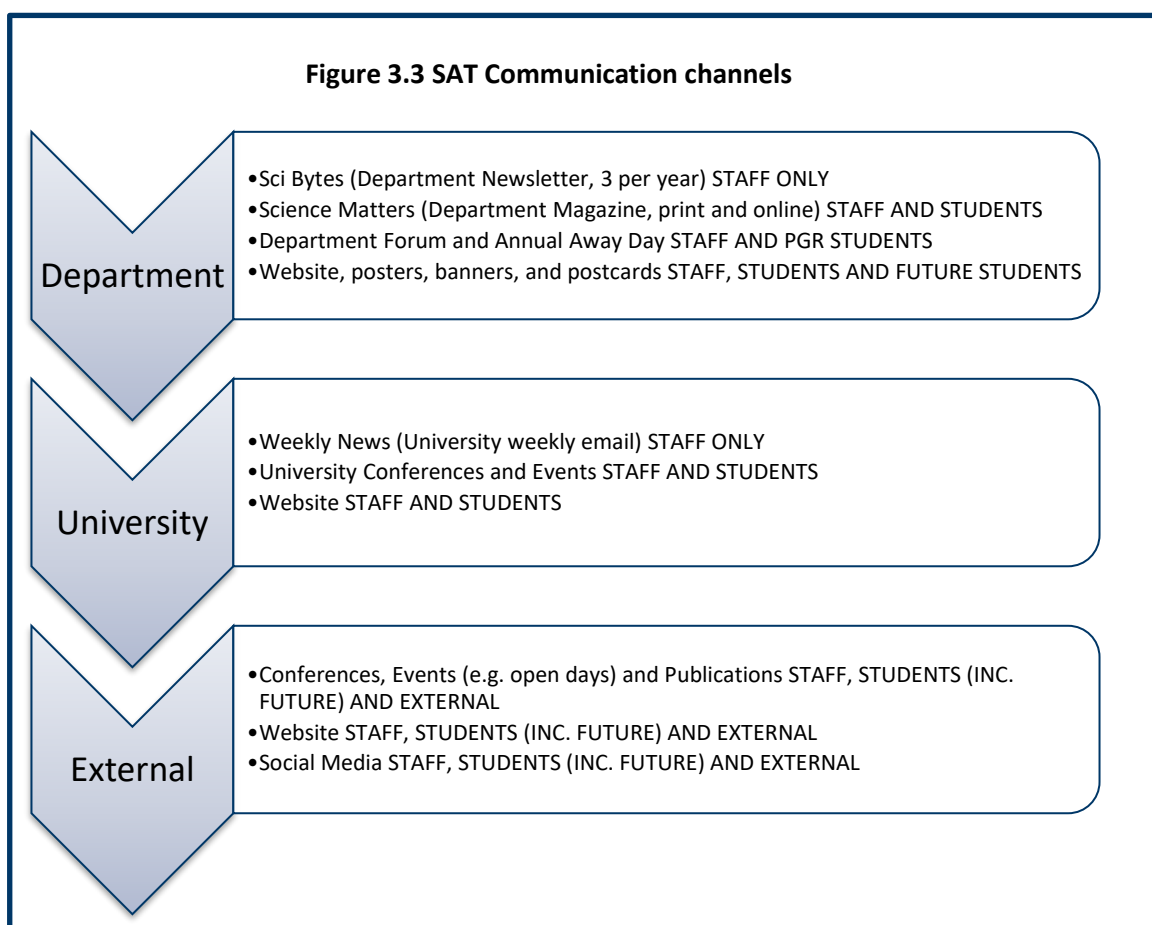 Figure 3.3 SAT Communication channels
Department
•Sci Bytes (Department Newsletter, 3 per year) STAFF ONLY
•Science Matters (Department Magazine, print and online) STAFF AND STUDENTS
•Department Forum and Annual Away Day STAFF AND PGR STUDENTS
•Website, posters, banners, and postcards STAFF, STUDENTS AND FUTURE STUDENTS
University
•Weekly News (University weekly email) STAFF ONLY
•University Conferences and Events STAFF AND STUDENTS
•Website STAFF AND STUDENTS
External
•Conferences, Events (e.g. open days) and Publications STAFF, STUDENTS (INC.
FUTURE) AND EXTERNAL
•Website STAFF, STUDENTS (INC. FUTURE) AND EXTERNAL
•Social Media STAFF, STUDENTS (INC. FUTURE) AND EXTERNAL